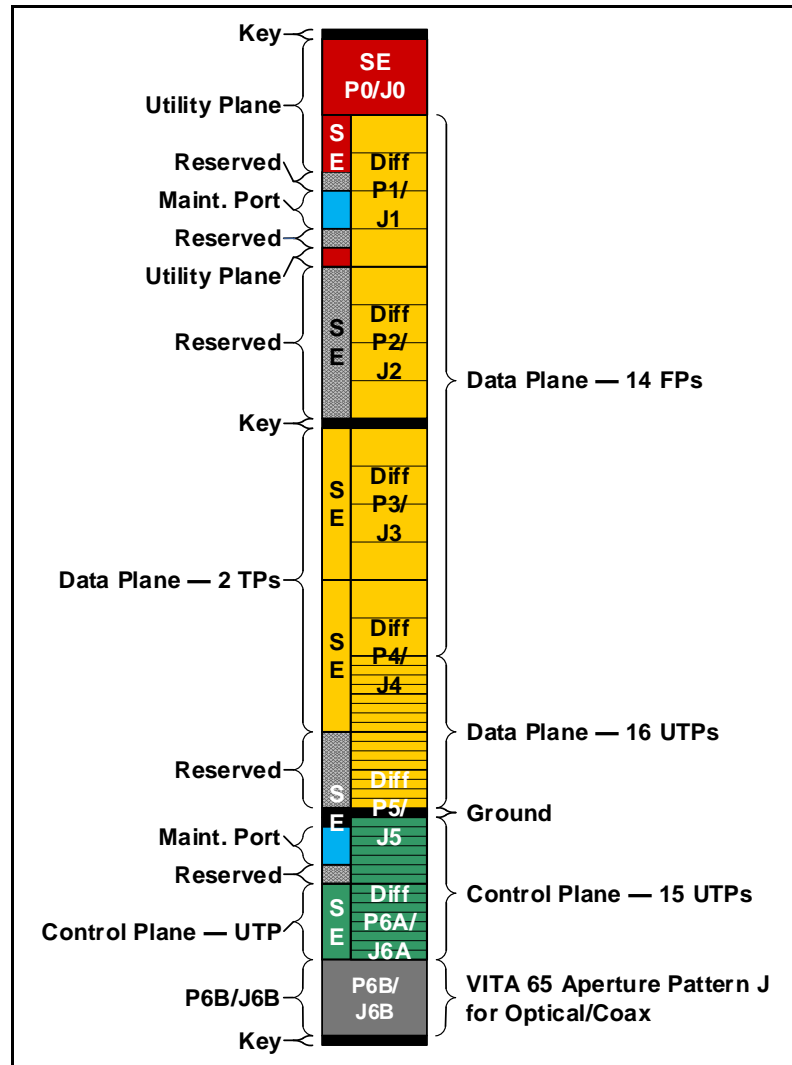 Key
SE
P0/J0
Utility Plane
S
E
Diff
P1/
J1
Reserved
Maint. Port
Reserved
Utility Plane
S
E
Diff
P2/
J2
Reserved
Data Plane — 14 FPs
Key
S
E
Diff
P3/
J3
Data Plane — 2 TPs
S
E
Diff
P4/
J4
Data Plane — 16 UTPs
Reserved
S
E
Diff
P5/
J5
Ground
Maint. Port
Reserved
Control Plane — 15 UTPs
S
E
Diff
P6A/
J6A
Control Plane — UTP
P6B/J6B
P6B/
J6B
VITA 65 Aperture Pattern J
for Optical/Coax
Key